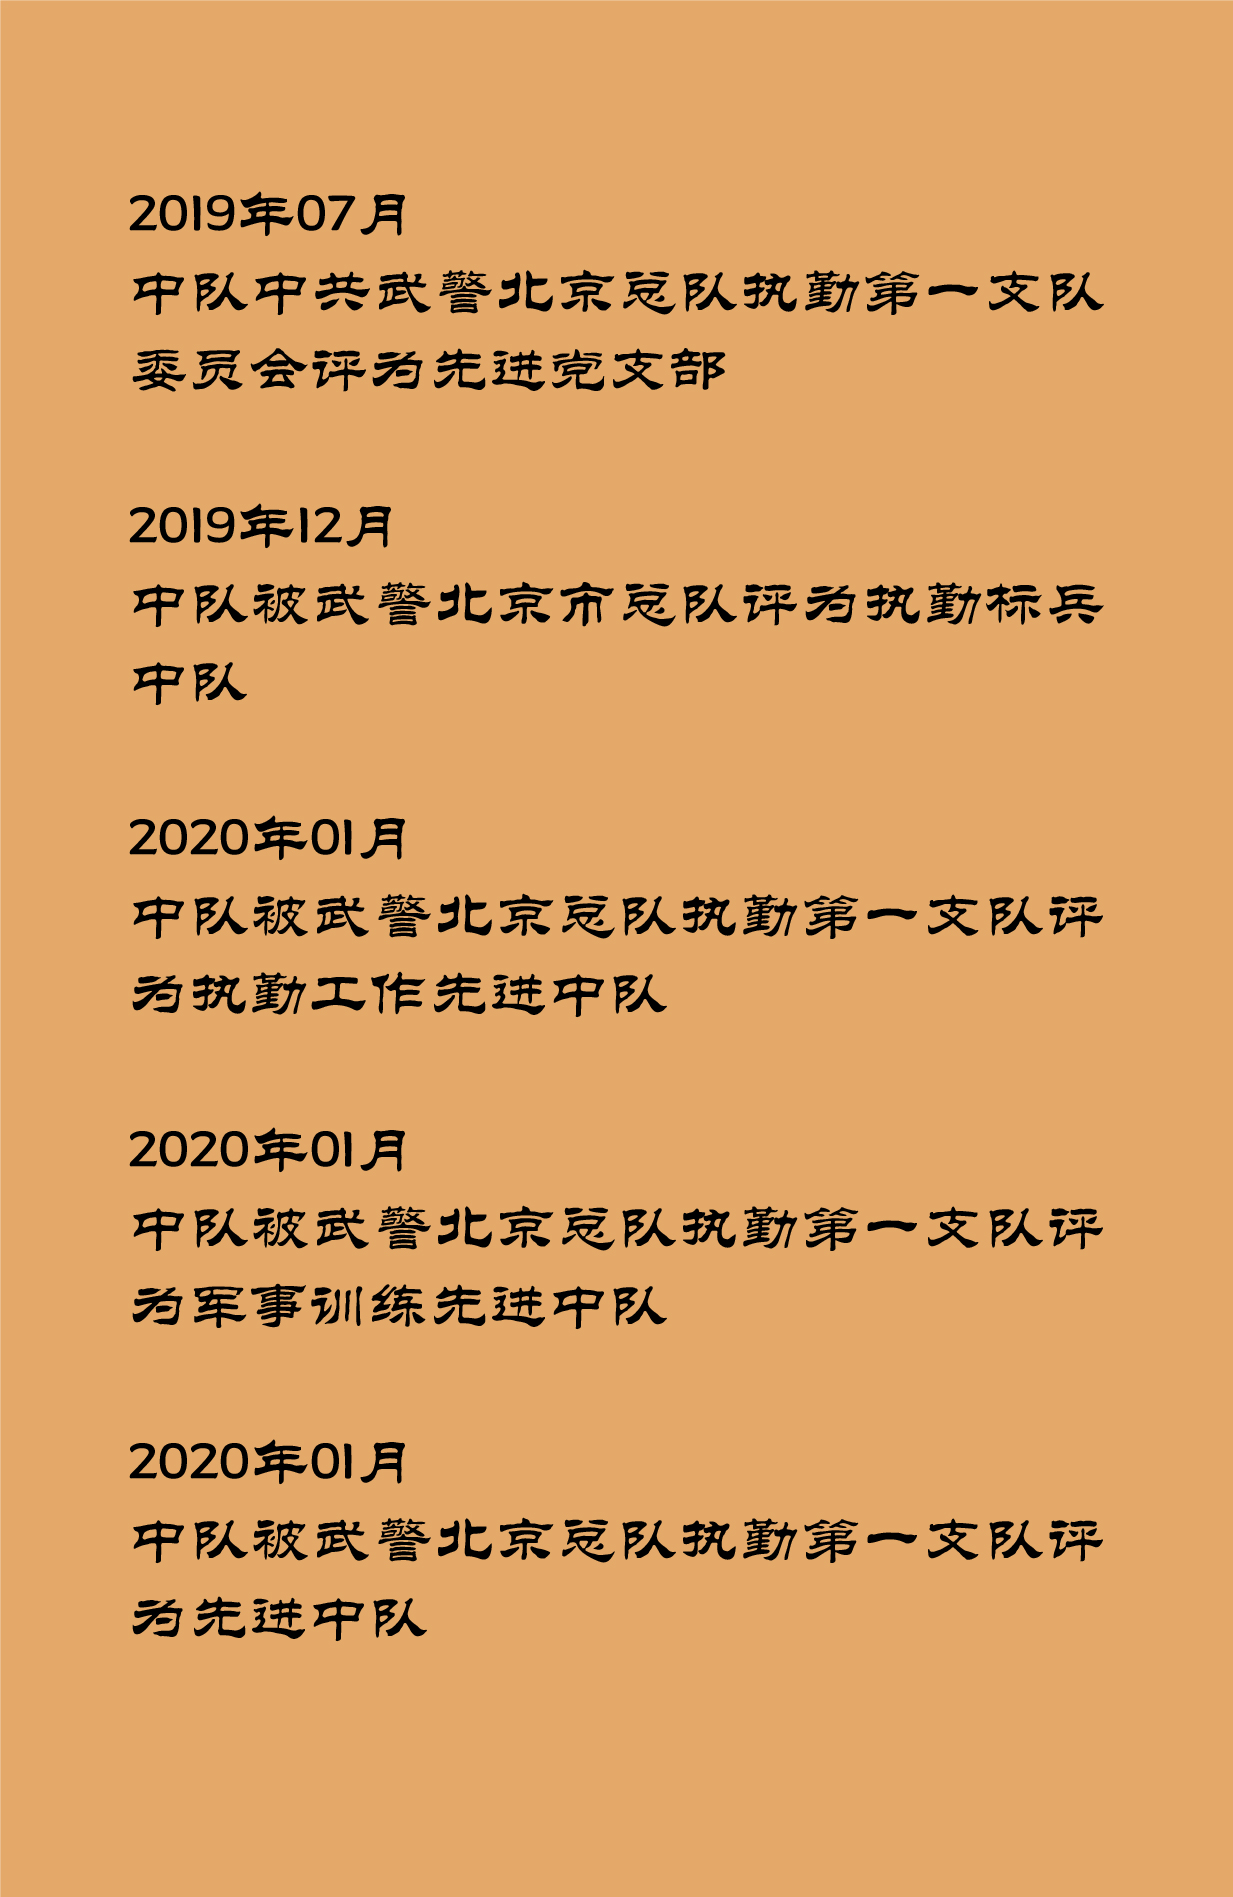 2019年07月
中队中共武警北京总队执勤第一支队
委员会评为先进党支部
2019年12月
中队被武警北京市总队评为执勤标兵
中队
2020年01月
中队被武警北京总队执勤第一支队评
为执勤工作先进中队
2020年01月
中队被武警北京总队执勤第一支队评
为军事训练先进中队
2020年01月
中队被武警北京总队执勤第一支队评
为先进中队